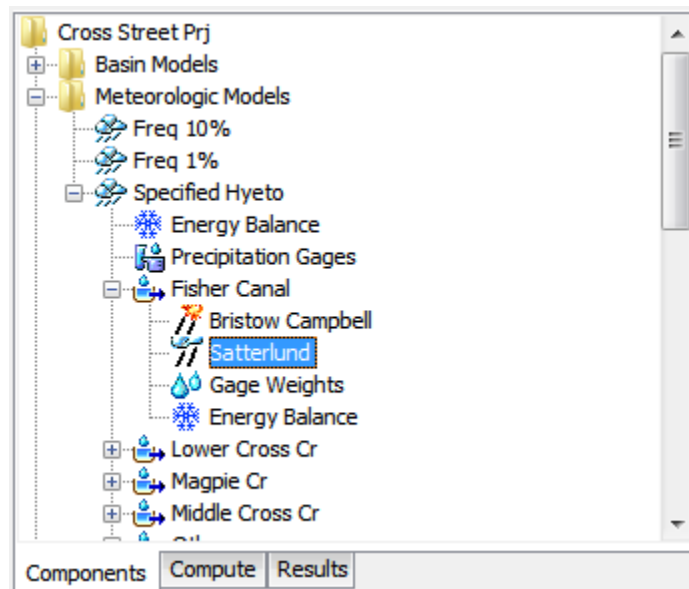 Cross Street Prj
Basin Models
Meteorologic Models
Freq 10%
Freq 1%
Specified Hyeto
Energy Balance
Precipitation Gages
Fisher Canal
Bristow Campbell
Satterlund
Gage Weights
Energy Balance
Lower Cross Cr
Magpie Cr
Middle Cross Cr
Components Compute Results